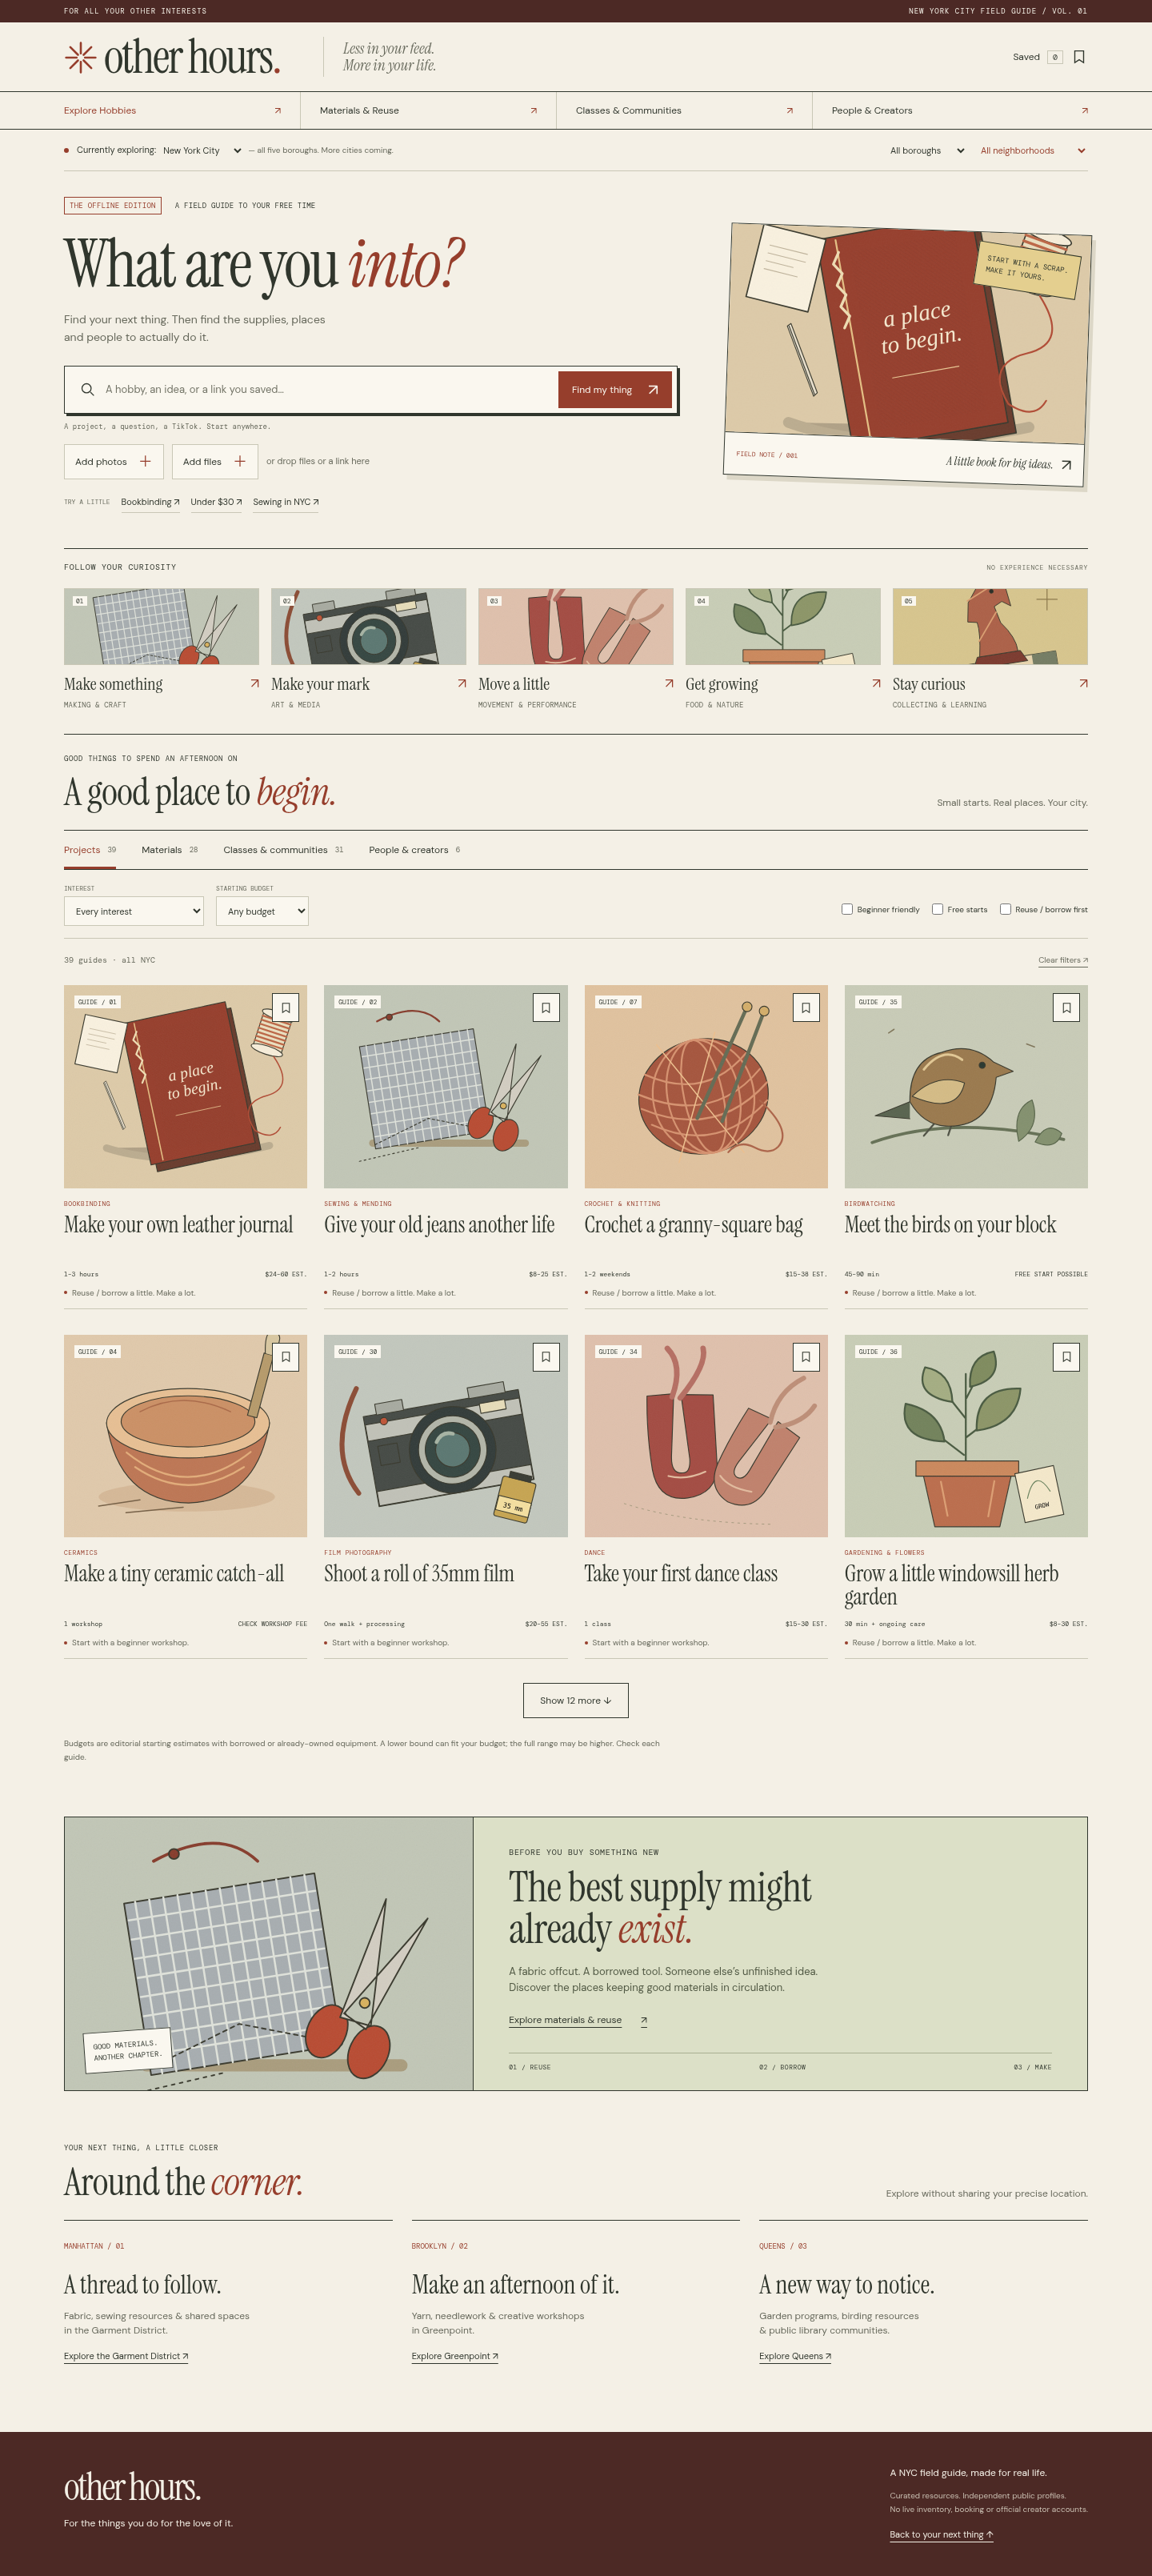 FOR ALL YOUR OTHER INTERESTS
NEW YORK CITY FIELD GUIDE / VOL. 01
other hours.
Less in your feed.
More in your life.
Saved 0
Explore Hobbies
Materials & Reuse
Classes & Communities
People & Creators
Currently exploring: New York City — all five boroughs. More cities coming.
All boroughs
All neighborhoods
THE OFFLINE EDITION
A FIELD GUIDE TO YOUR FREE TIME
What are you into?
Find your next thing. Then find the supplies, places
and people to actually do it.
A hobby, an idea, or a link you saved...
Find my thing
A project, a question, a TikTok. Start anywhere.
Add photos
Add files
or drop files or a link here
TRY A LITTLE
Bookbinding
Under $30
Sewing in NYC
START WITH A SCRAP.
MAKE IT YOURS.
a place
to begin.
FIELD NOTE / 001
A little book for big ideas.
FOLLOW YOUR CURIOSITY
NO EXPERIENCE NECESSARY
01
02
03
04
05
Make something
Make your mark
Move a little
Get growing
Stay curious
MAKING & CRAFT
ART & MEDIA
MOVEMENT & PERFORMANCE
FOOD & NATURE
COLLECTING & LEARNING
GOOD THINGS TO SPEND AN AFTERNOON ON
A good place to begin.
Small starts. Real places. Your city.
Projects 39
Materials 28
Classes & communities 31
People & creators 6
INTEREST
Every interest
STARTING BUDGET
Any budget
Beginner friendly
Free starts
Reuse / borrow first
39 guides · all NYC
Clear filters
GUIDE / 01
a place
to begin.
BOOKBINDING
Make your own leather journal
1-3 hours
$24-60 EST.
Reuse / borrow a little. Make a lot.
GUIDE / 02
SEWING & MENDING
Give your old jeans another life
1-2 hours
$8-25 EST.
Reuse / borrow a little. Make a lot.
GUIDE / 07
CROCHET & KNITTING
Crochet a granny-square bag
1-2 weekends
$15-38 EST.
Reuse / borrow a little. Make a lot.
GUIDE / 35
BIRDWATCHING
Meet the birds on your block
45-90 min
FREE START POSSIBLE
Reuse / borrow a little. Make a lot.
GUIDE / 04
CERAMICS
Make a tiny ceramic catch-all
1 workshop
CHECK WORKSHOP FEE
Start with a beginner workshop.
GUIDE / 30
35 mm
FILM PHOTOGRAPHY
Shoot a roll of 35mm film
One walk + processing
$20-55 EST.
Start with a beginner workshop.
GUIDE / 34
DANCE
Take your first dance class
1 class
$15-30 EST.
Start with a beginner workshop.
GUIDE / 36
GROW
GARDENING & FLOWERS
Grow a little windowsill herb
garden
30 min + ongoing care
$8-30 EST.
Reuse / borrow a little. Make a lot.
Show 12 more ↓
Budgets are editorial starting estimates with borrowed or already-owned equipment. A lower bound can fit your budget; the full range may be higher. Check each
guide.
GOOD MATERIALS.
ANOTHER CHAPTER.
BEFORE YOU BUY SOMETHING NEW
The best supply might
already exist.
A fabric offcut. A borrowed tool. Someone else's unfinished idea.
Discover the places keeping good materials in circulation.
Explore materials & reuse
01 / REUSE
02 / BORROW
03 / MAKE
YOUR NEXT THING, A LITTLE CLOSER
Around the corner.
Explore without sharing your precise location.
MANHATTAN / 01
A thread to follow.
Fabric, sewing resources & shared spaces
in the Garment District.
Explore the Garment District
BROOKLYN / 02
Make an afternoon of it.
Yarn, needlework & creative workshops
in Greenpoint.
Explore Greenpoint
QUEENS / 03
A new way to notice.
Garden programs, birding resources
& public library communities.
Explore Queens
other hours.
For the things you do for the love of it.
A NYC field guide, made for real life.
Curated resources. Independent public profiles.
No live inventory, booking or official creator accounts.
Back to your next thing ↑